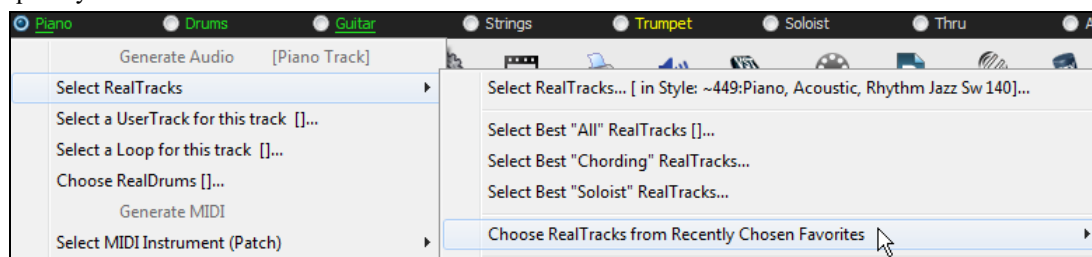 Piano Drums Guitar Strings Trumpet Soloist Thru
Generate Audio [Piano Track]
Select RealTracks
Select a UserTrack for this track []...
Select a Loop for this track []...
Choose RealDrums []...
Generate MIDI
Select MIDI Instrument (Patch)
Select RealTracks... [ in Style: ~449:Piano, Acoustic, Rhythm Jazz Sw 140]...
Select Best "All" RealTracks []...
Select Best "Chording" RealTracks...
Select Best "Soloist" RealTracks...
Choose RealTracks from Recently Chosen Favorites